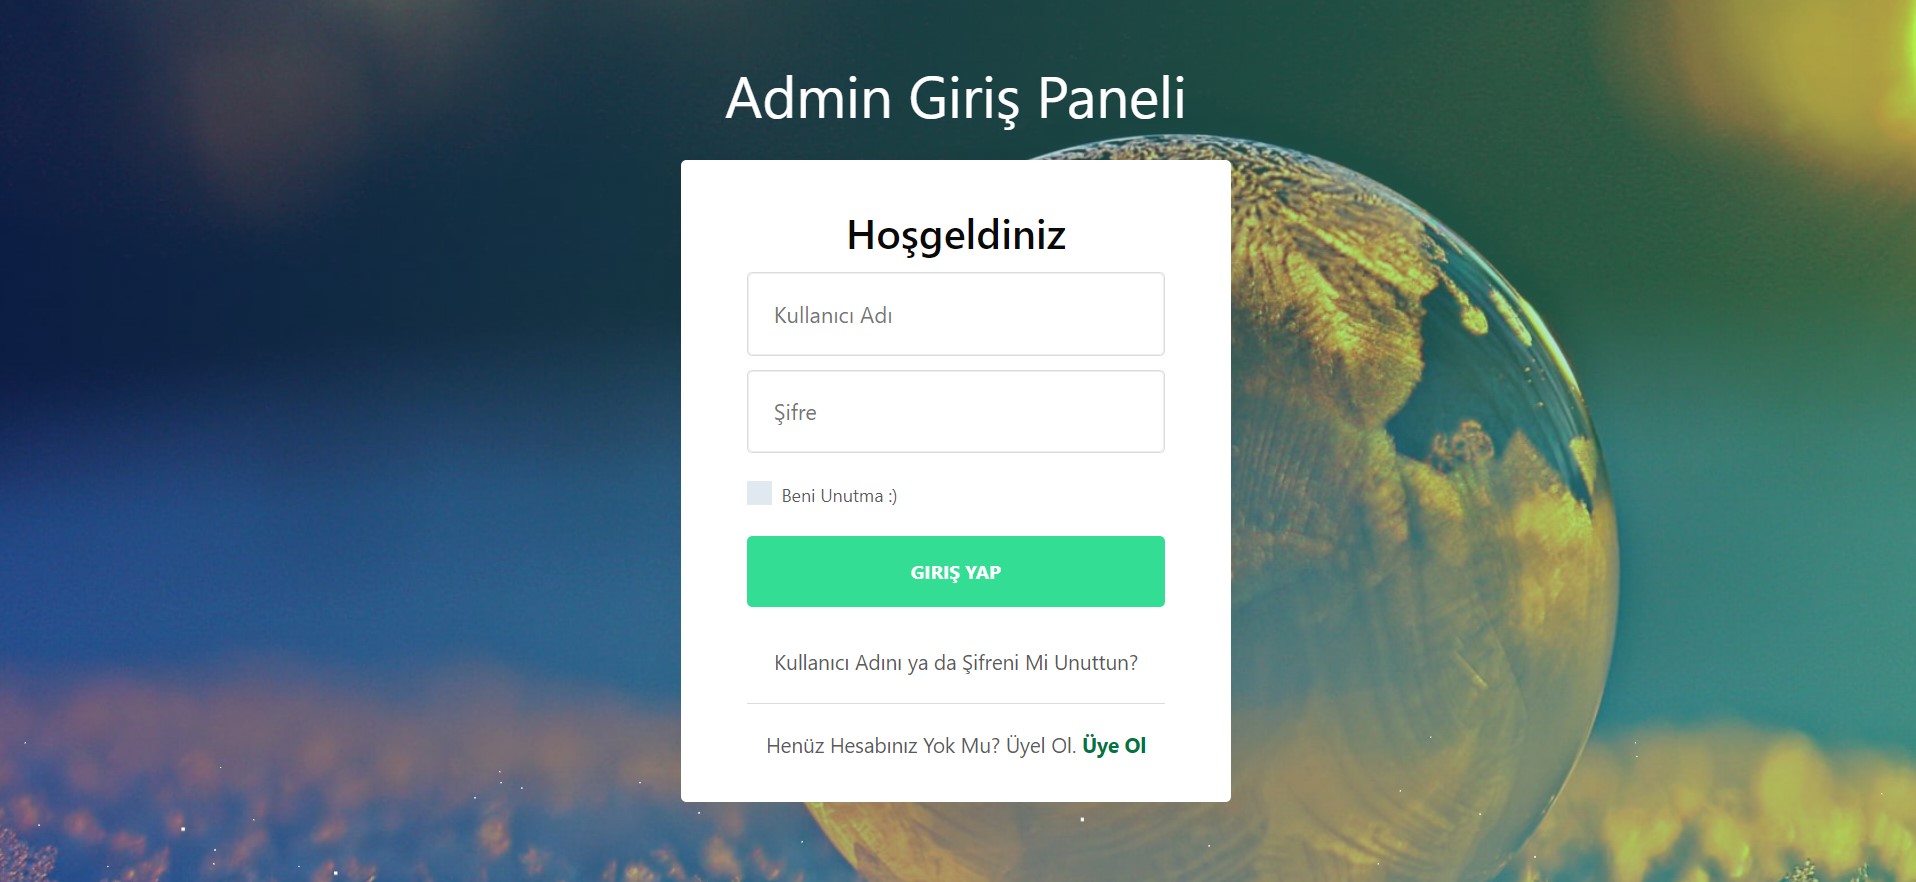 Admin Giriş Paneli
Hoşgeldiniz
Kullanıcı Adı
Şifre
Beni Unutma :)
GIRIŞ YAP
Kullanıcı Adını ya da Şifreni Mi Unuttun?
Henüz Hesabınız Yok Mu? Üyel Ol. Üye Ol